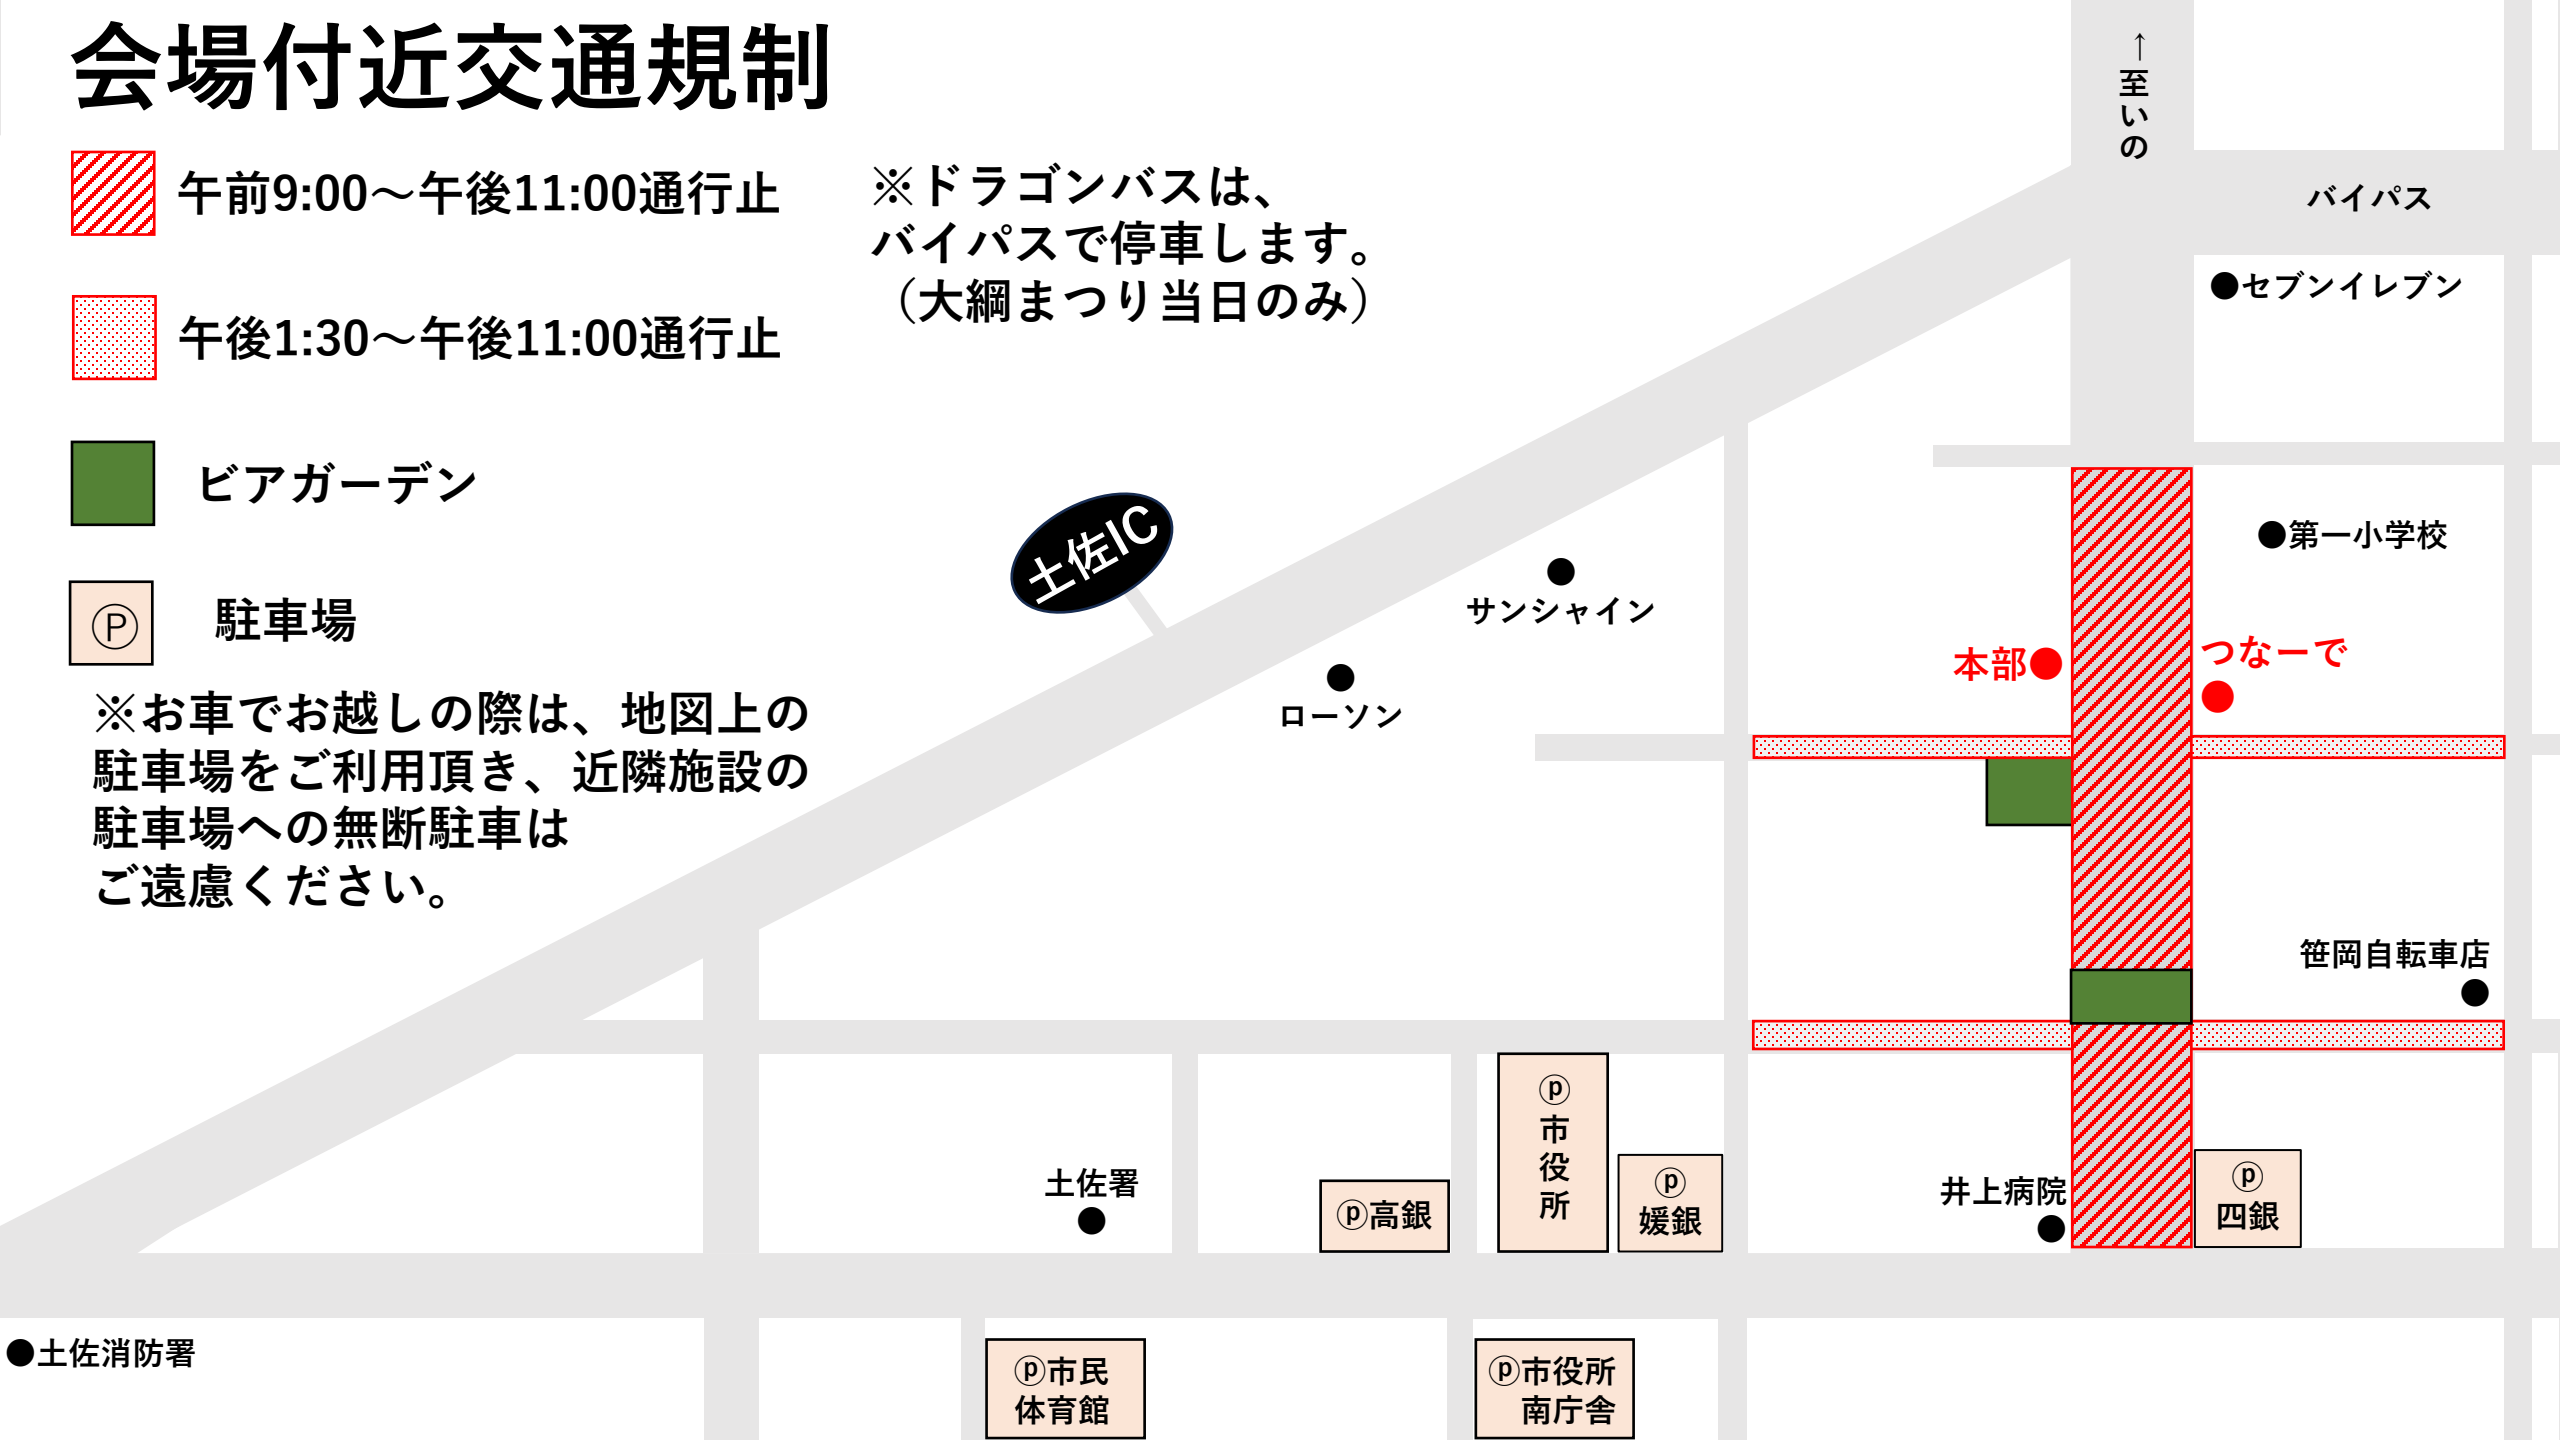 会場付近交通規制
午前9:00～午後11:00通行止
午後1:30～午後11:00通行止
ビアガーデン
Ⓟ 駐車場
※お車でお越しの際は、地図上の
駐車場をご利用頂き、近隣施設の
駐車場への無断駐車は
ご遠慮ください。
※ドラゴンバスは、
バイパスで停車します。
（大綱まつり当日のみ）
↑至いの
バイパス
●セブンイレブン
●第一小学校
土佐IC
サンシャイン
ローソン
本部●
つなーで
笹岡自転車店
土佐署
ⓟ高銀
ⓟ市役所
ⓟ
媛銀
井上病院
ⓟ
四銀
●土佐消防署
ⓟ市民
体育館
ⓟ市役所
南庁舎